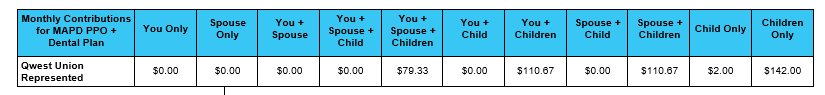 Monthly Contributions for MAPD PPO + Dental Plan
You Only
Spouse Only
You + Spouse
You + Spouse + Child
You + Spouse + Children
You + Child
You + Children
Spouse + Child
Spouse + Children
Child Only
Children Only
Qwest Union Represented
$0.00
$0.00
$0.00
$0.00
$79.33
$0.00
$110.67
$0.00
$110.67
$2.00
$142.00